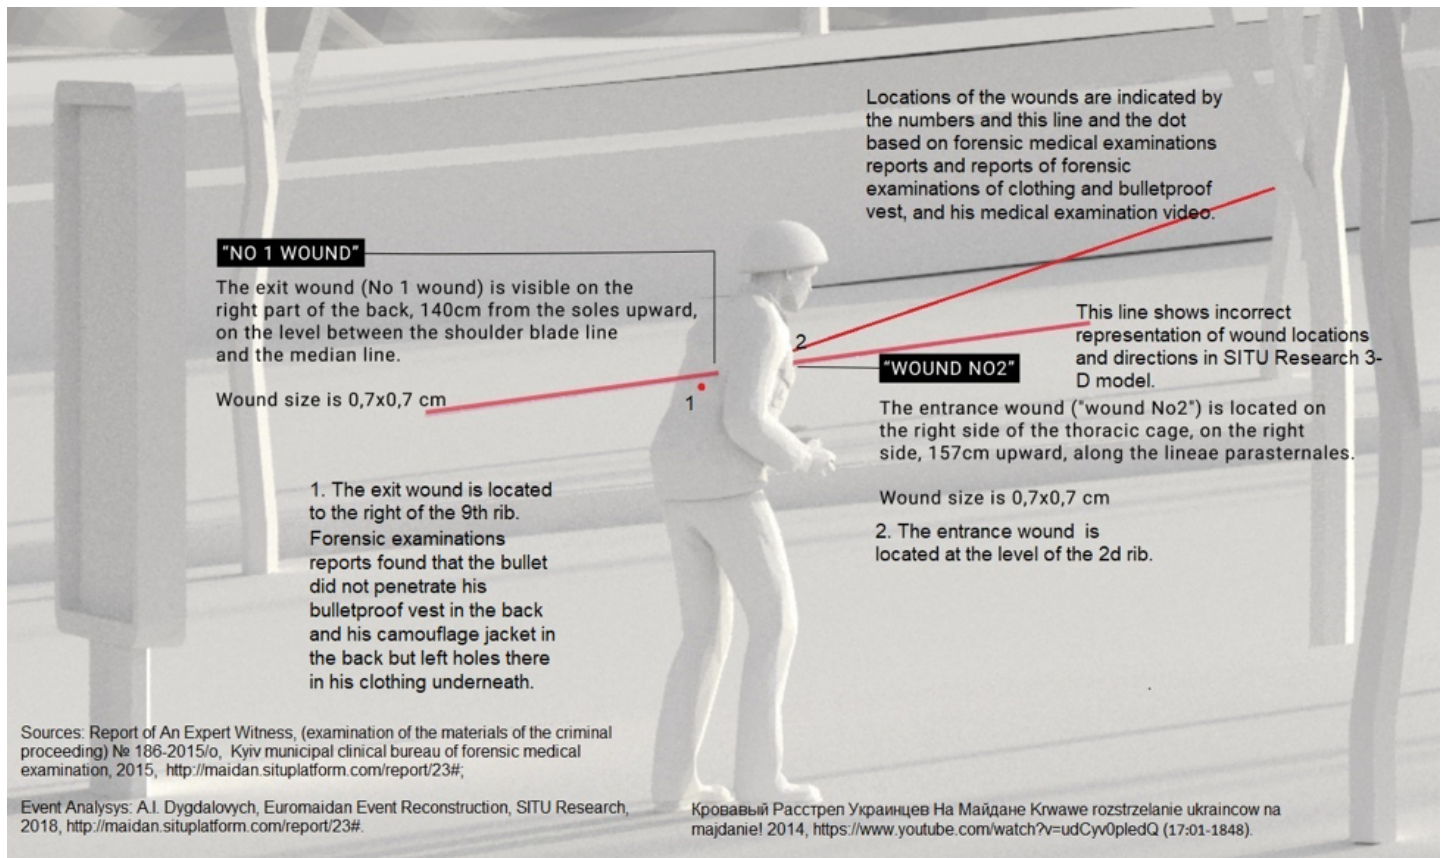 Locations of the wounds are indicated by
the numbers and this line and the dot
based on forensic medical examinations
reports and reports of forensic
examinations of clothing and bulletproof
vest, and his medical examination video.
"NO 1 WOUND"
The exit wound (No 1 wound) is visible on the
right part of the back, 140cm from the soles upward,
on the level between the shoulder blade line
and the median line.
Wound size is 0,7x0,7 cm
1
2
This line shows incorrect
representation of wound locations
and directions in SITU Research 3-
D model.
"WOUND NO2"
The entrance wound ("wound No2") is located on
the right side of the thoracic cage, on the right
side, 157cm upward, along the lineae parasternales.
Wound size is 0,7x0,7 cm
2. The entrance wound is
located at the level of the 2d rib.
1. The exit wound is located
to the right of the 9th rib.
Forensic examinations
reports found that the bullet
did not penetrate his
bulletproof vest in the back
and his camouflage jacket in
the back but left holes there
in his clothing underneath.
Sources: Report of An Expert Witness, (examination of the materials of the criminal
proceeding) № 186-2015/o, Kyiv municipal clinical bureau of forensic medical
examination, 2015, http://maidan.situplatform.com/report/23#;
Event Analysys: A.I. Dygdalovych, Euromaidan Event Reconstruction, SITU Research,
2018, http://maidan.situplatform.com/report/23#.
Кровавый Расстрел Украинцев На Майдане Krwawe rozstrzelanie ukraincow na
majdanie! 2014, https://www.youtube.com/watch?v=udCyv0pledQ (17:01-1848).